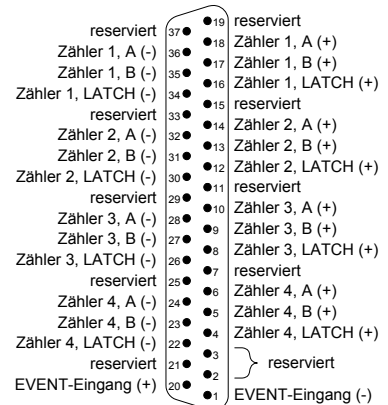 reserviert 37 19 reserviert
Zähler 1, A (-) 36 18 Zähler 1, A (+)
Zähler 1, B (-) 35 17 Zähler 1, B (+)
Zähler 1, LATCH (-) 34 16 Zähler 1, LATCH (+)
reserviert 33 15 reserviert
Zähler 2, A (-) 32 14 Zähler 2, A (+)
Zähler 2, B (-) 31 13 Zähler 2, B (+)
Zähler 2, LATCH (-) 30 12 Zähler 2, LATCH (+)
reserviert 29 11 reserviert
Zähler 3, A (-) 28 10 Zähler 3, A (+)
Zähler 3, B (-) 27 9 Zähler 3, B (+)
Zähler 3, LATCH (-) 26 8 Zähler 3, LATCH (+)
reserviert 25 7 reserviert
Zähler 4, A (-) 24 6 Zähler 4, A (+)
Zähler 4, B (-) 23 5 Zähler 4, B (+)
Zähler 4, LATCH (-) 22 4 Zähler 4, LATCH (+)
reserviert 21 3 reserviert
EVENT-Eingang (+) 20 2
1 EVENT-Eingang (-)